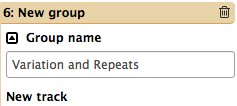 6: New group
Group name
Variation and Repeats
New track